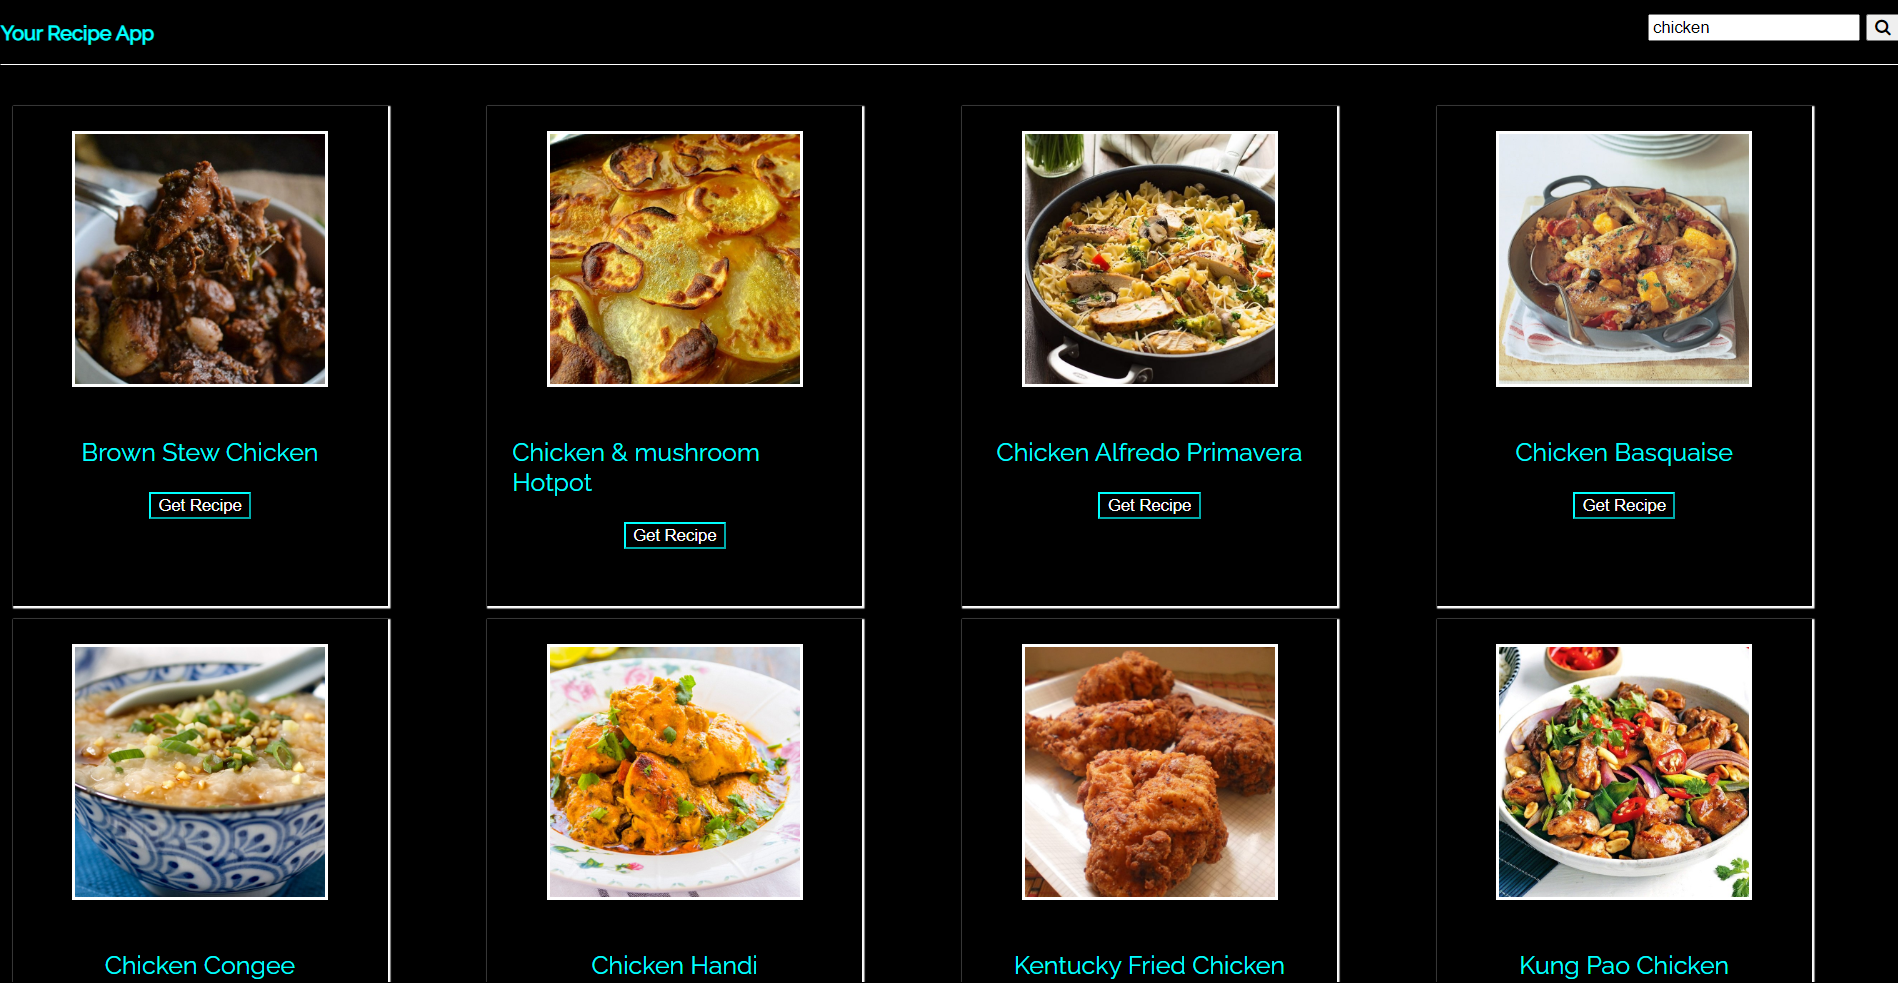 Your Recipe App
chicken
Brown Stew Chicken
Get Recipe
Chicken & mushroom
Hotpot
Get Recipe
Chicken Alfredo Primavera
Get Recipe
Chicken Basquaise
Get Recipe
Chicken Congee
Chicken Handi
Kentucky Fried Chicken
Kung Pao Chicken